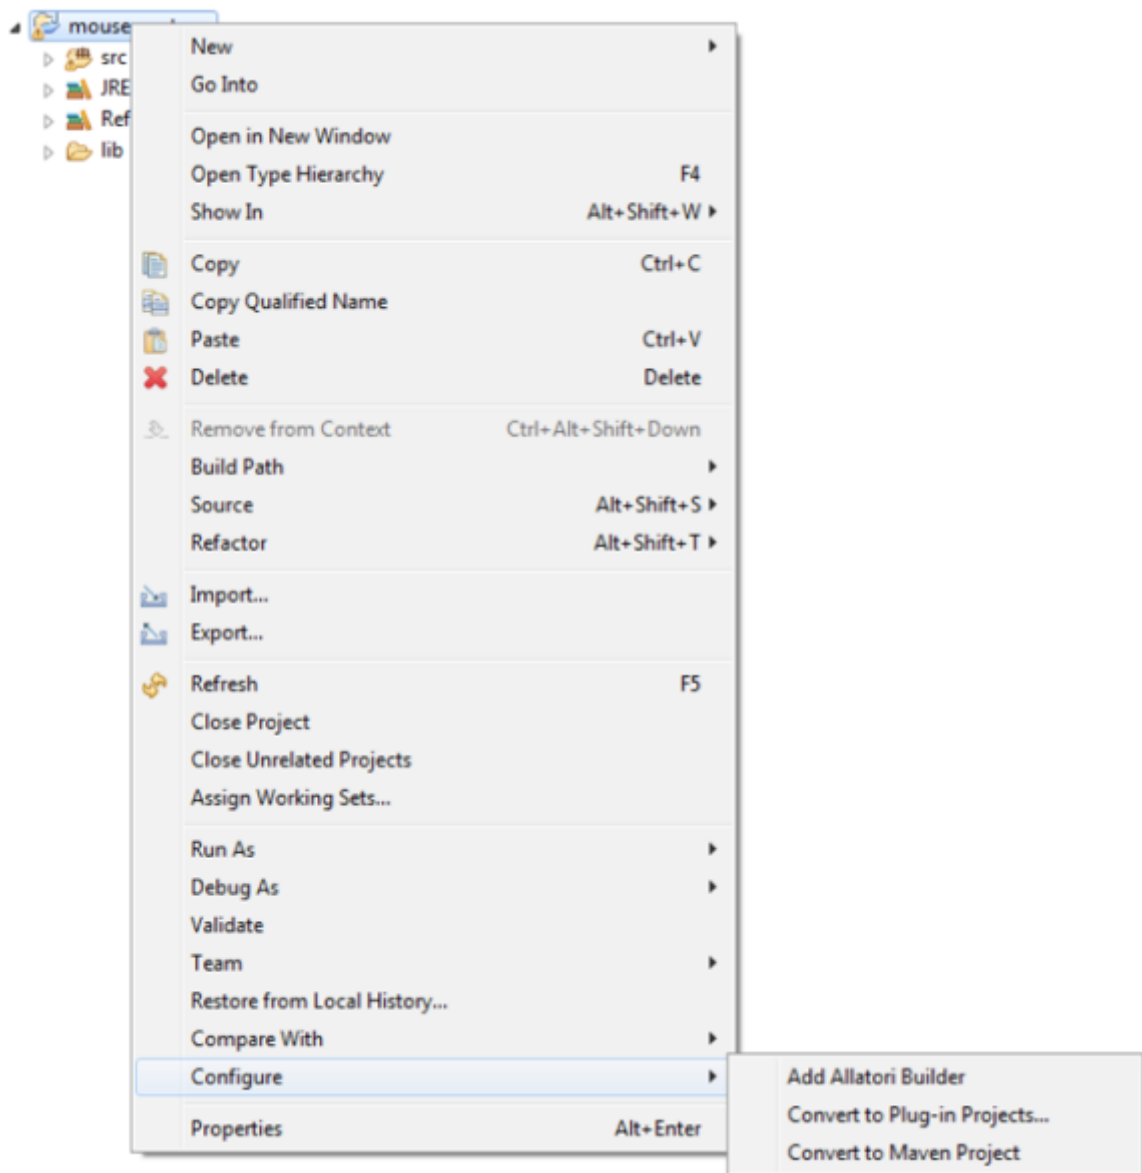 mouse
src
JRE
Ref
lib
New
Go Into
Open in New Window
Open Type Hierarchy F4
Show In Alt+Shift+W
Copy Ctrl+C
Copy Qualified Name
Paste Ctrl+V
Delete Delete
Remove from Context Ctrl+Alt+Shift+Down
Build Path
Source Alt+Shift+S
Refactor Alt+Shift+T
Import...
Export...
Refresh F5
Close Project
Close Unrelated Projects
Assign Working Sets...
Run As
Debug As
Validate
Team
Restore from Local History...
Compare With
Configure
Properties Alt+Enter
Add Allatori Builder
Convert to Plug-in Projects...
Convert to Maven Project